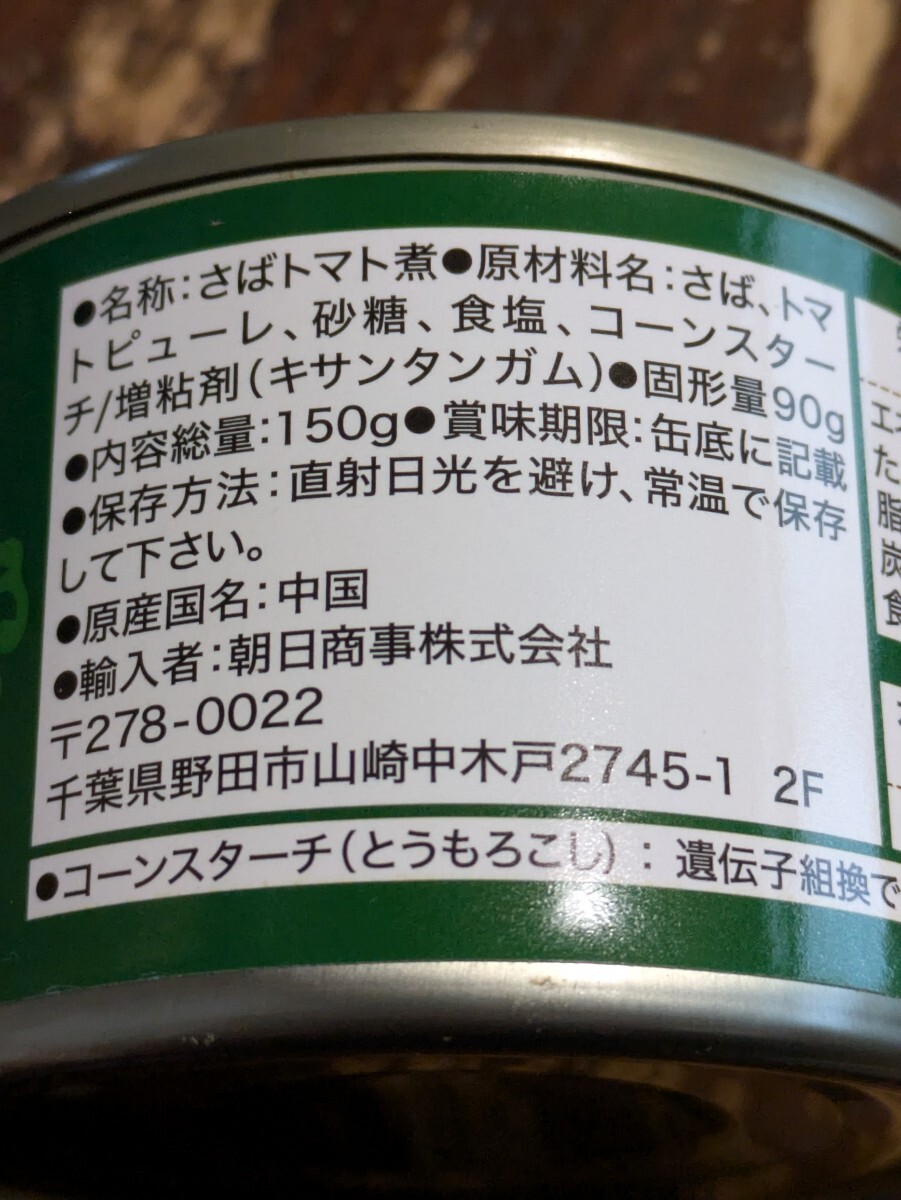 ●名称:さばトマト煮●原材料名:さば、トマ
トピューレ、砂糖、食塩、コーンスター
チ/増粘剤(キサンタンガム)●固形量90g
●内容総量:150g●賞味期限:缶底に記載
●保存方法:直射日光を避け、常温で保存
して下さい。
●原産国名:中国
●輸入者:朝日商事株式会社
〒278-0022
千葉県野田市山崎中木戸2745-1 2F
●コーンスターチ(とうもろこし) : 遺伝子組換で
エネ
た
脂
炭
食